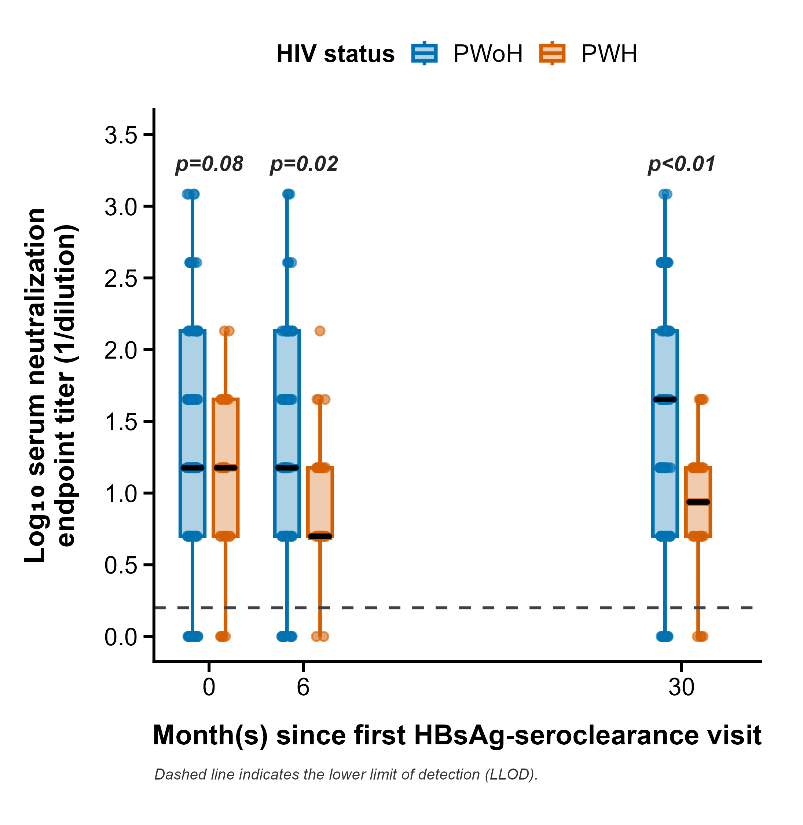 HIV status PWoH PWH
Log₁₀ serum neutralization
endpoint titer (1/dilution)
3.5
3.0
2.5
2.0
1.5
1.0
0.5
0.0
p=0.08 p=0.02 p<0.01
0 6 30
Month(s) since first HBsAg-seroclearance visit
Dashed line indicates the lower limit of detection (LLOD).